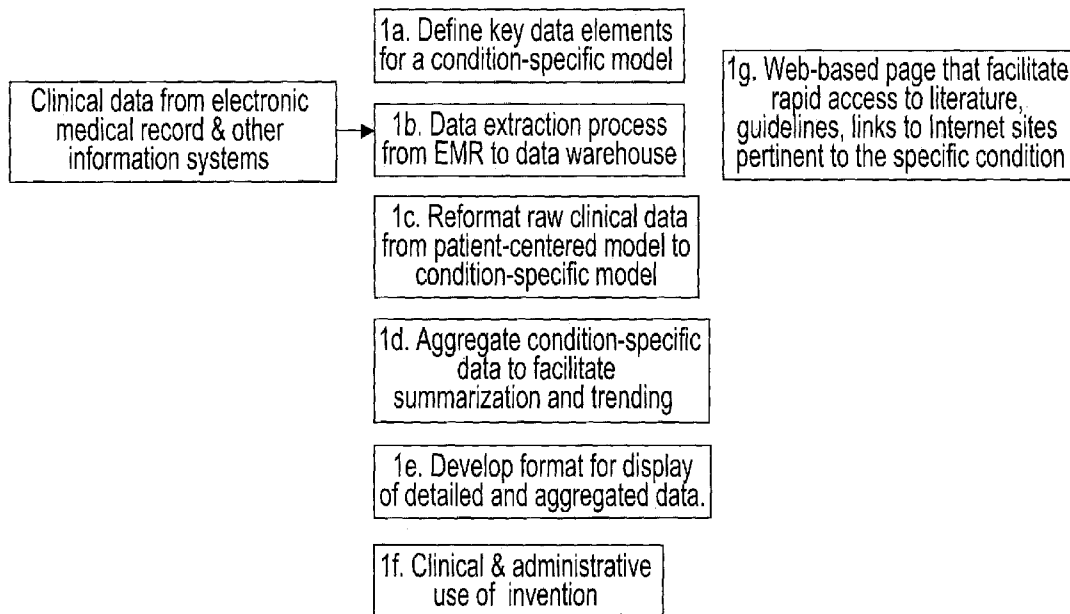 1a. Define key data elements
for a condition-specific model
Clinical data from electronic
medical record & other
information systems
1b. Data extraction process
from EMR to data warehouse
1g. Web-based page that facilitate
rapid access to literature,
guidelines, links to Internet sites
pertinent to the specific condition
1c. Reformat raw clinical data
from patient-centered model to
condition-specific model
1d. Aggregate condition-specific
data to facilitate
summarization and trending
1e. Develop format for display
of detailed and aggregated data.
1f. Clinical & administrative
use of invention